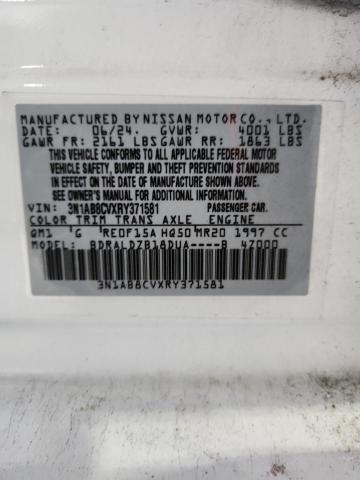 MANUFACTURED BY NISSAN MOTOR CO., LTD.
DATE: 06/24. GVWR: 4001 LBS
GAWR FR: 2161 LBS GAWR RR: 1863 LBS
THIS VEHICLE CONFORMS TO ALL APPLICABLE FEDERAL MOTOR
VEHICLE SAFETY, BUMPER AND THEFT PREVENTION STANDARDS
IN EFFECT ON THE DATE OF MANUFACTURE SHOWN ABOVE.
SEE OWNER'S MANUAL FOR ADDITIONAL INFORMATION.
VIN: 3N1AB8CVXRY371581 PASSENGER CAR
COLOR TRIM TRANS AXLE ENGINE
QM1 G RE0F15A HQ50 MR20 1997 CC
MODEL: BDRALDZB18DUA----B 47000
3N1AB8CVXRY371581